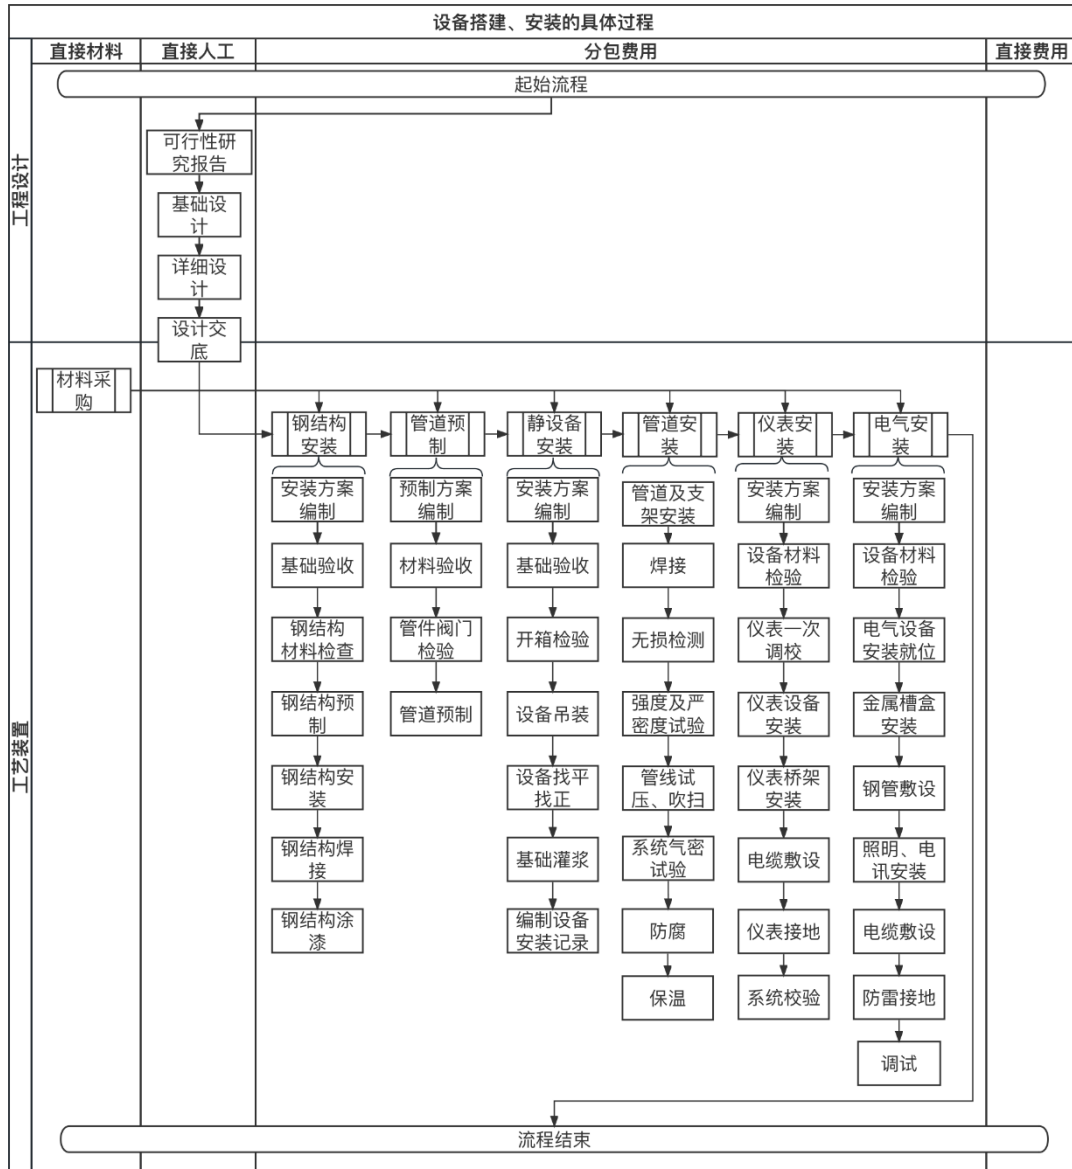 设备搭建、安装的具体过程
直接材料
直接人工
分包费用
直接费用
工程设计
起始流程
可行性研
究报告
基础设
计
详细设
计
设计交
底
工艺装置
材料采
购
钢结构
安装
管道预
制
静设备
安装
管道安
装
仪表安
装
电气安
装
安装方案
编制
基础验收
钢结构
材料检查
钢结构预
制
钢结构安
装
钢结构焊
接
钢结构涂
漆
预制方案
编制
材料验收
管件阀门
检验
管道预制
安装方案
编制
基础验收
开箱检验
设备吊装
设备找平
找正
基础灌浆
编制设备
安装记录
管道及支
架安装
焊接
无损检测
强度及严
密度试验
管线试
压、吹扫
系统气密
试验
防腐
保温
安装方案
编制
设备材料
检验
仪表一次
调校
仪表设备
安装
仪表桥架
安装
电缆敷设
仪表接地
系统校验
安装方案
编制
设备材料
检验
电气设备
安装就位
金属槽盒
安装
钢管敷设
照明、电
讯安装
电缆敷设
防雷接地
调试
流程结束